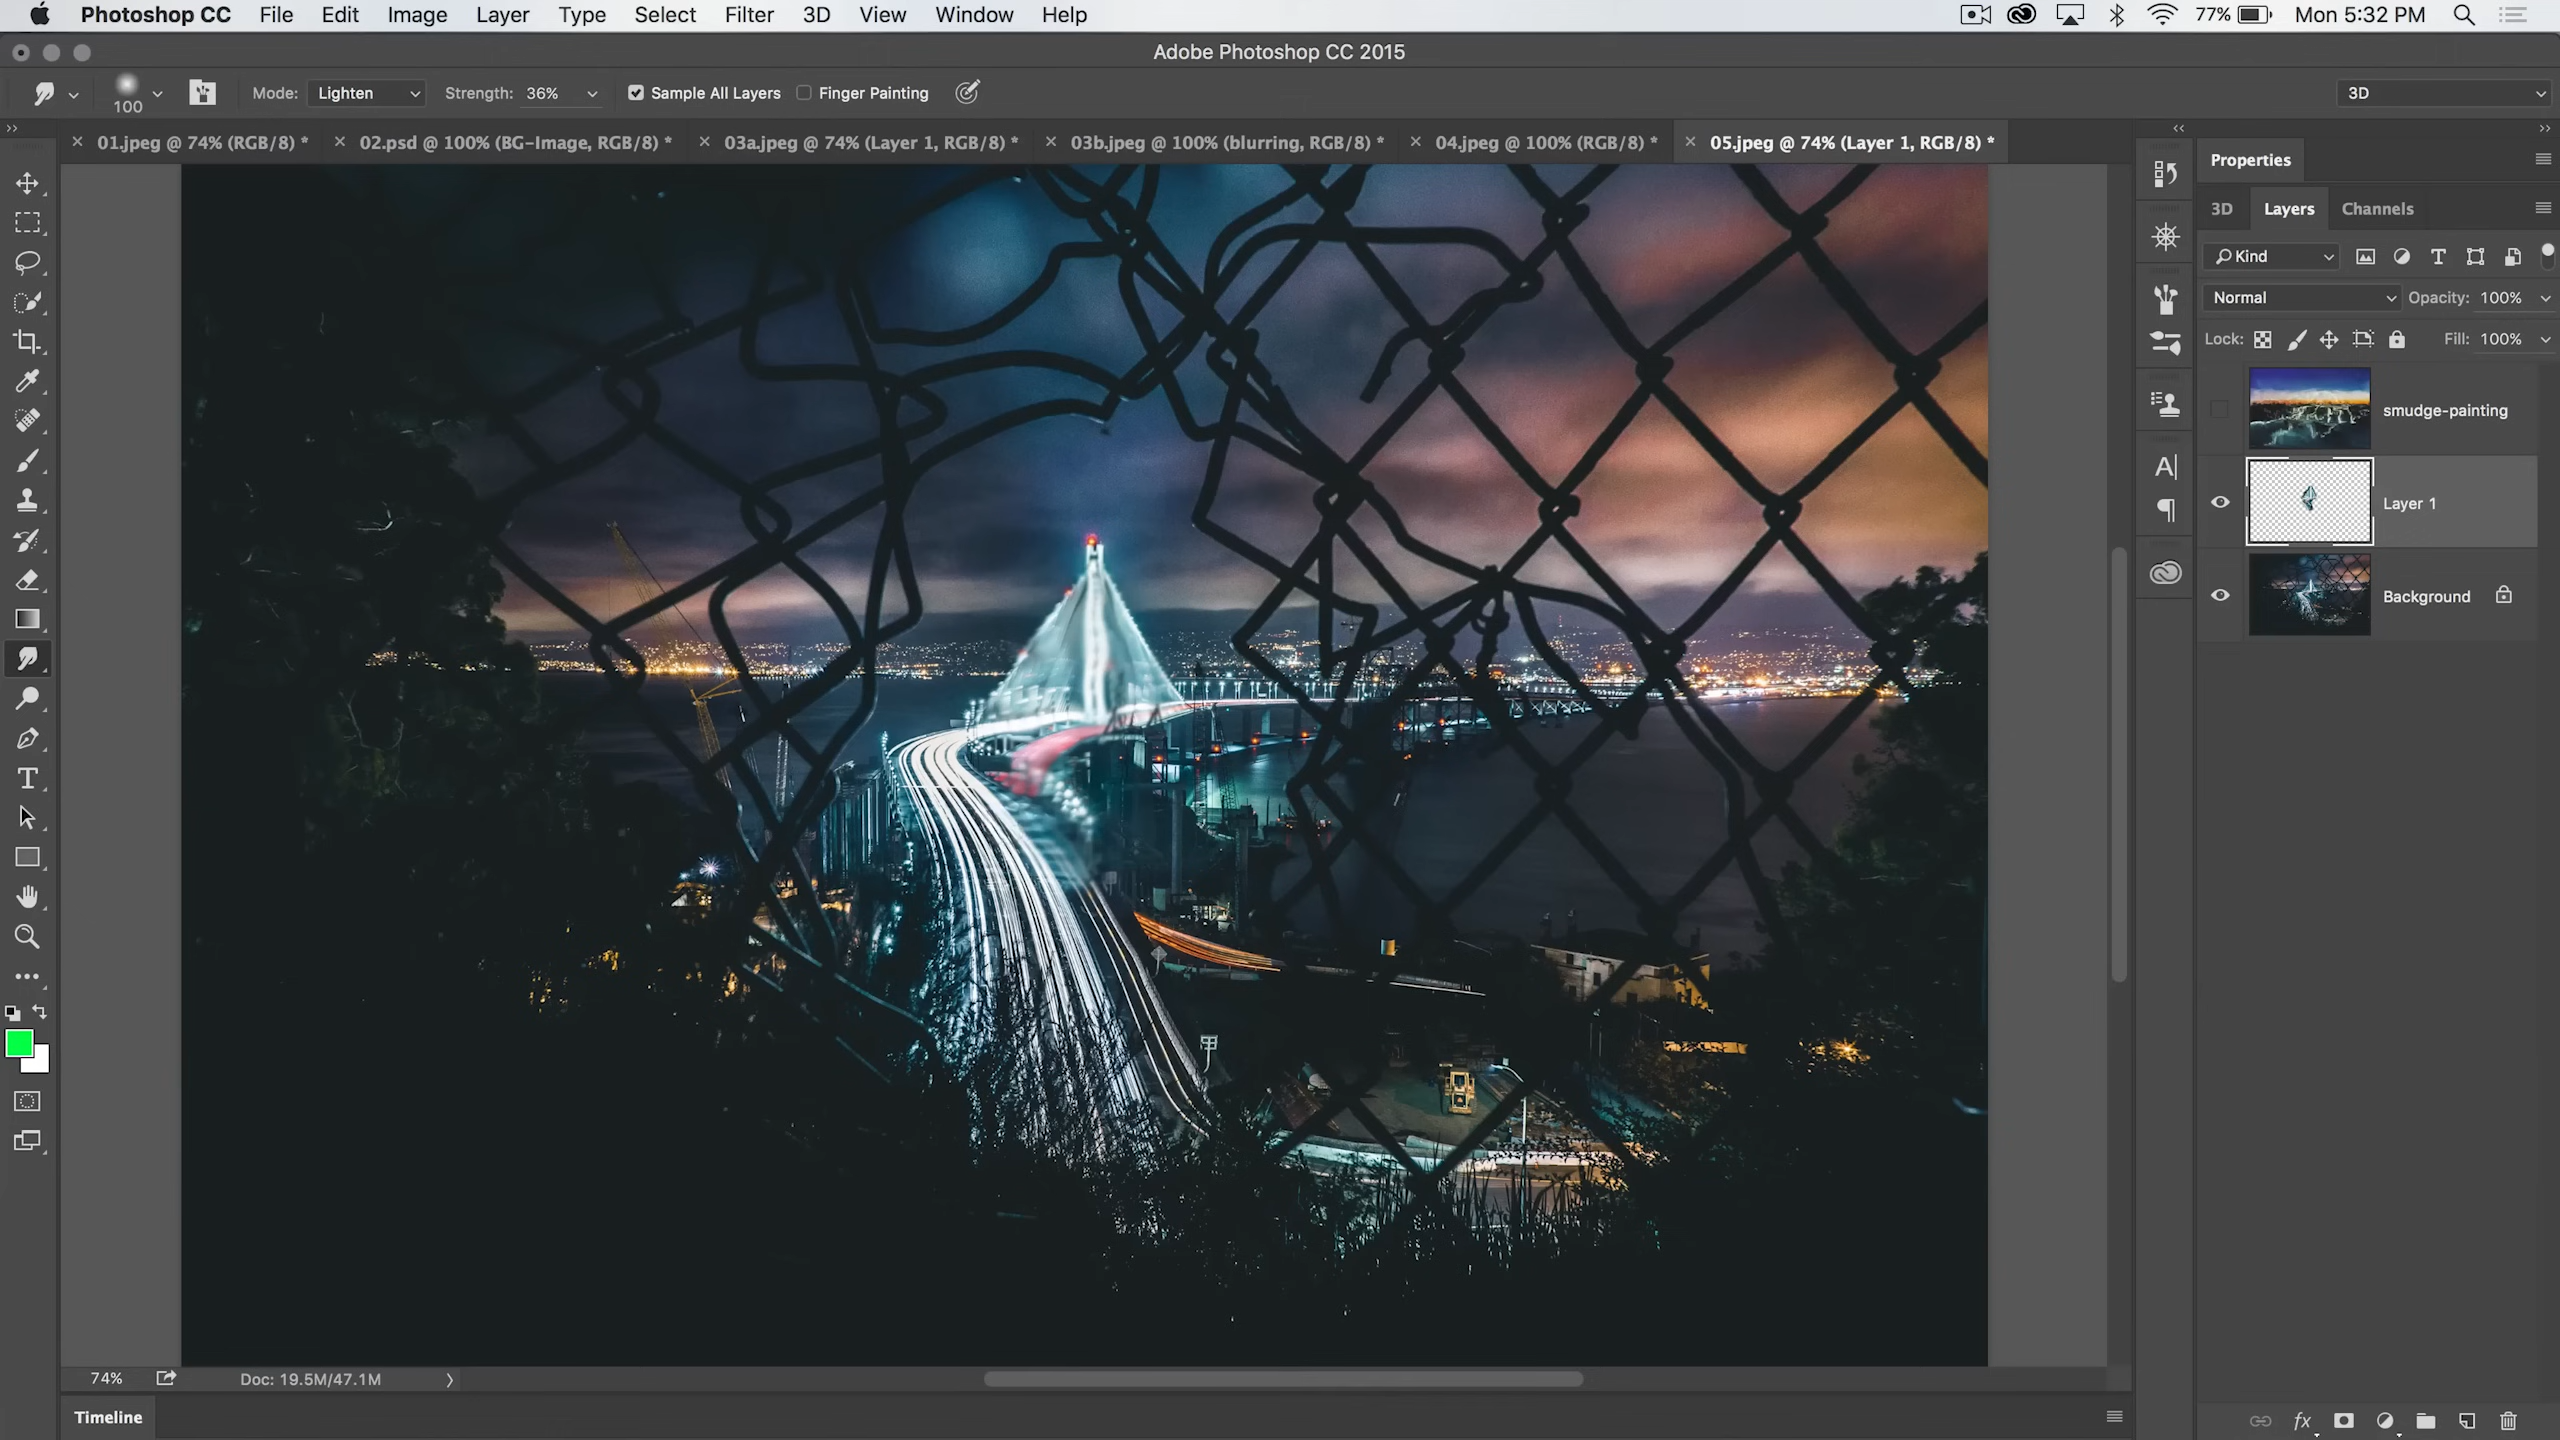 Photoshop CC File Edit Image Layer Type Select Filter 3D View Window Help 77% Mon 5:32 PM
Adobe Photoshop CC 2015
100 Mode: Lighten Strength: 36% Sample All Layers Finger Painting 3D
01.jpeg @ 74% (RGB/8) * 02.psd @ 100% (BG-Image, RGB/8) * 03a.jpeg @ 74% (Layer 1, RGB/8) * 03b.jpeg @ 100% (blurring, RGB/8) * 04.jpeg @ 100% (RGB/8) * 05.jpeg @ 74% (Layer 1, RGB/8) *
Properties
3D Layers Channels
Kind
Normal Opacity: 100%
Lock: Fill: 100%
smudge-painting
Layer 1
Background
74% Doc: 19.5M/47.1M
Timeline
fx